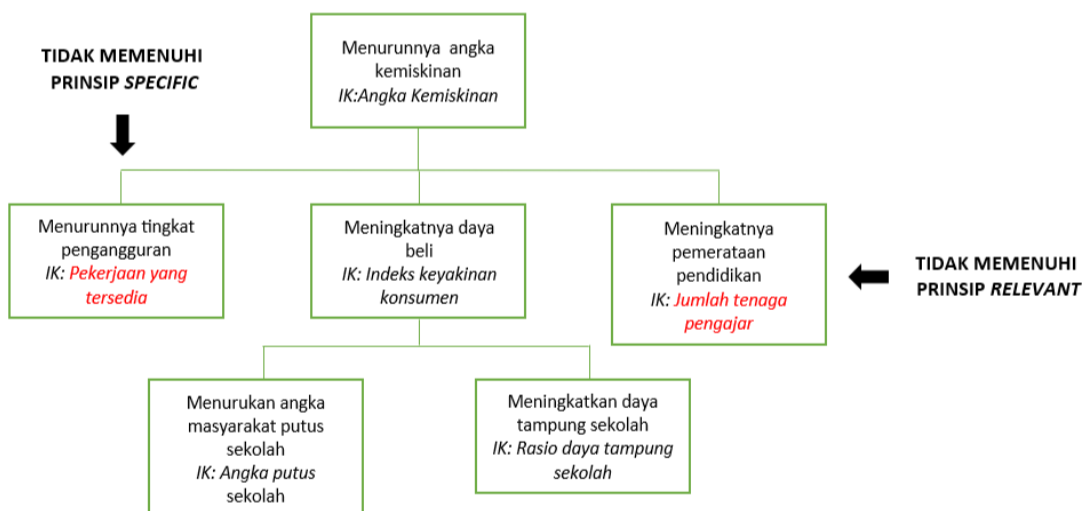 Menurunnya angka
kemiskinan
IK:Angka Kemiskinan
TIDAK MEMENUHI
PRINSIP SPECIFIC
Menurunnya tingkat
pengangguran
IK: Pekerjaan yang
tersedia
Meningkatnya daya
beli
IK: Indeks keyakinan
konsumen
Meningkatnya
pemerataan
pendidikan
IK: Jumlah tenaga
pengajar
TIDAK MEMENUHI
PRINSIP RELEVANT
Menurukan angka
masyarakat putus
sekolah
IK: Angka putus
sekolah
Meningkatkan daya
tampung sekolah
IK: Rasio daya tampung
sekolah